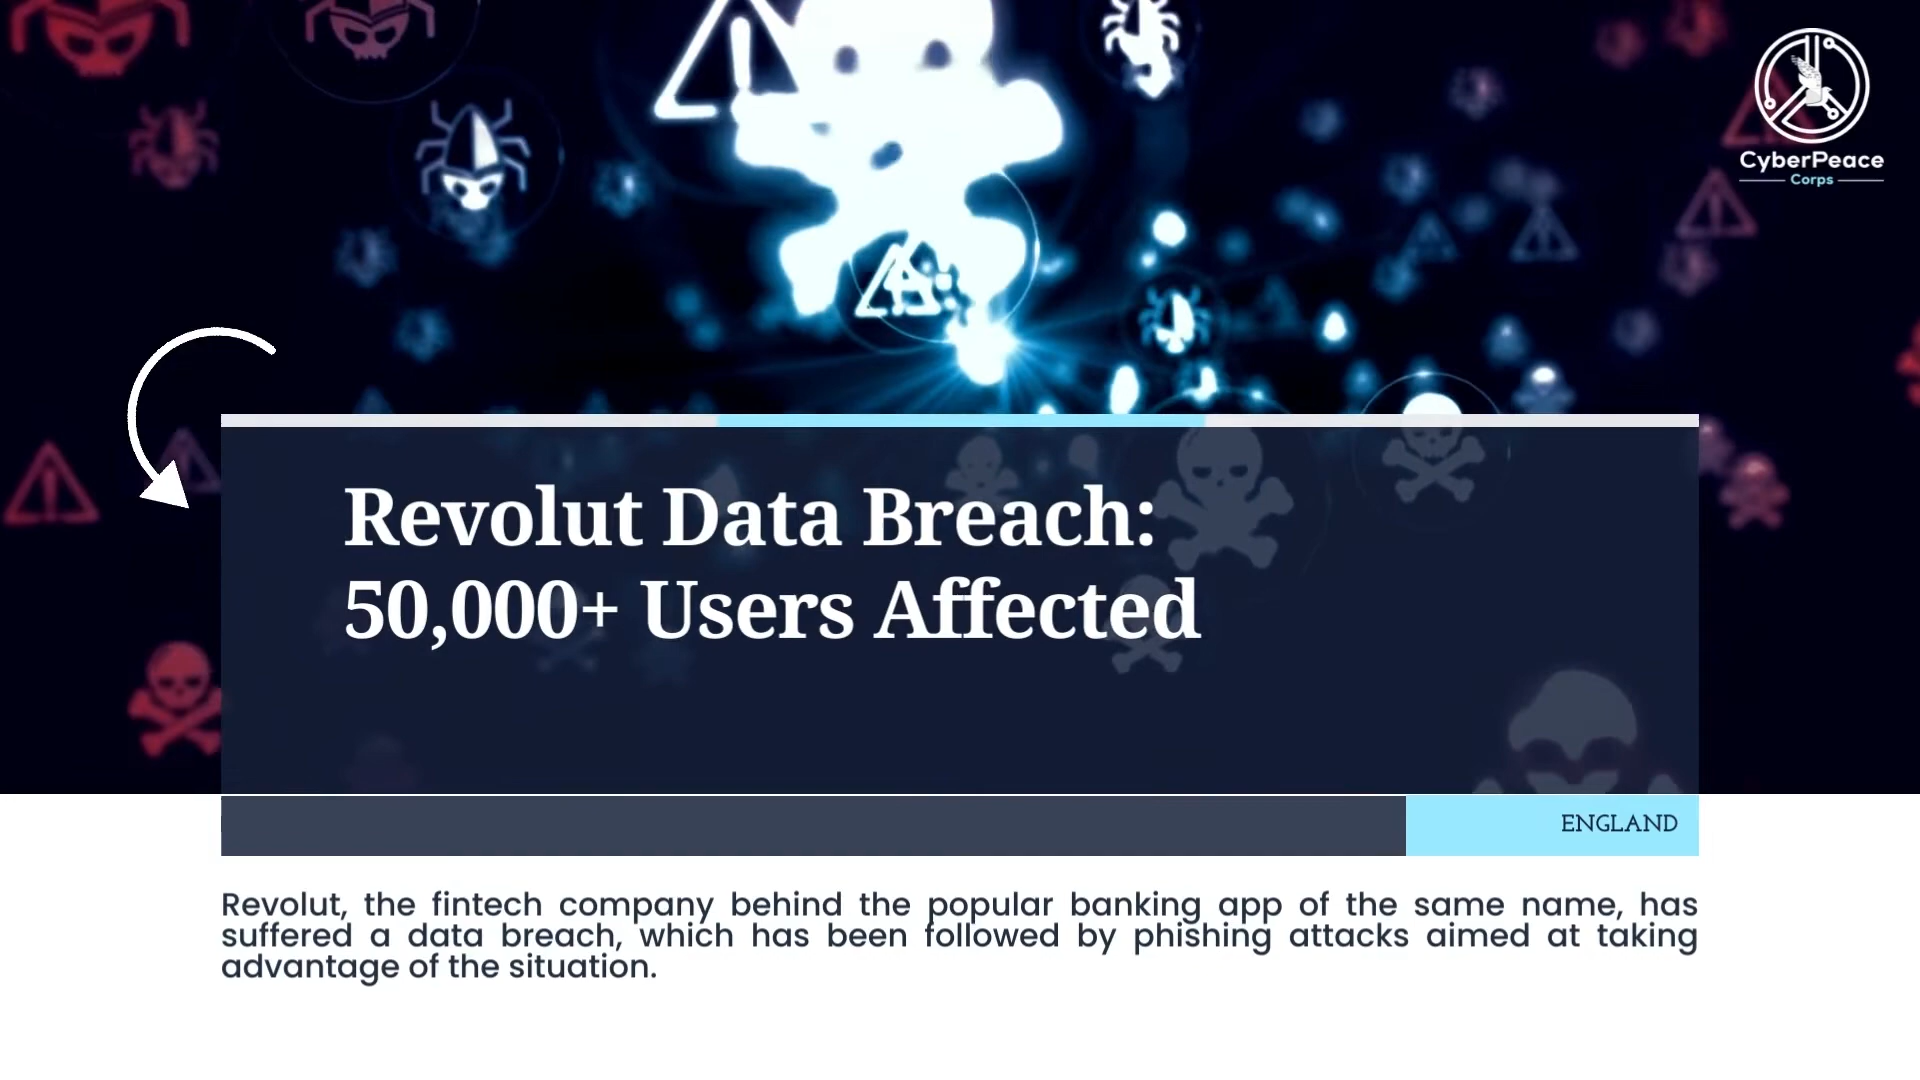 CyberPeace
Corps
Revolut Data Breach:
50,000+ Users Affected
ENGLAND
Revolut, the fintech company behind the popular banking app of the same name, has
suffered a data breach, which has been followed by phishing attacks aimed at taking
advantage of the situation.